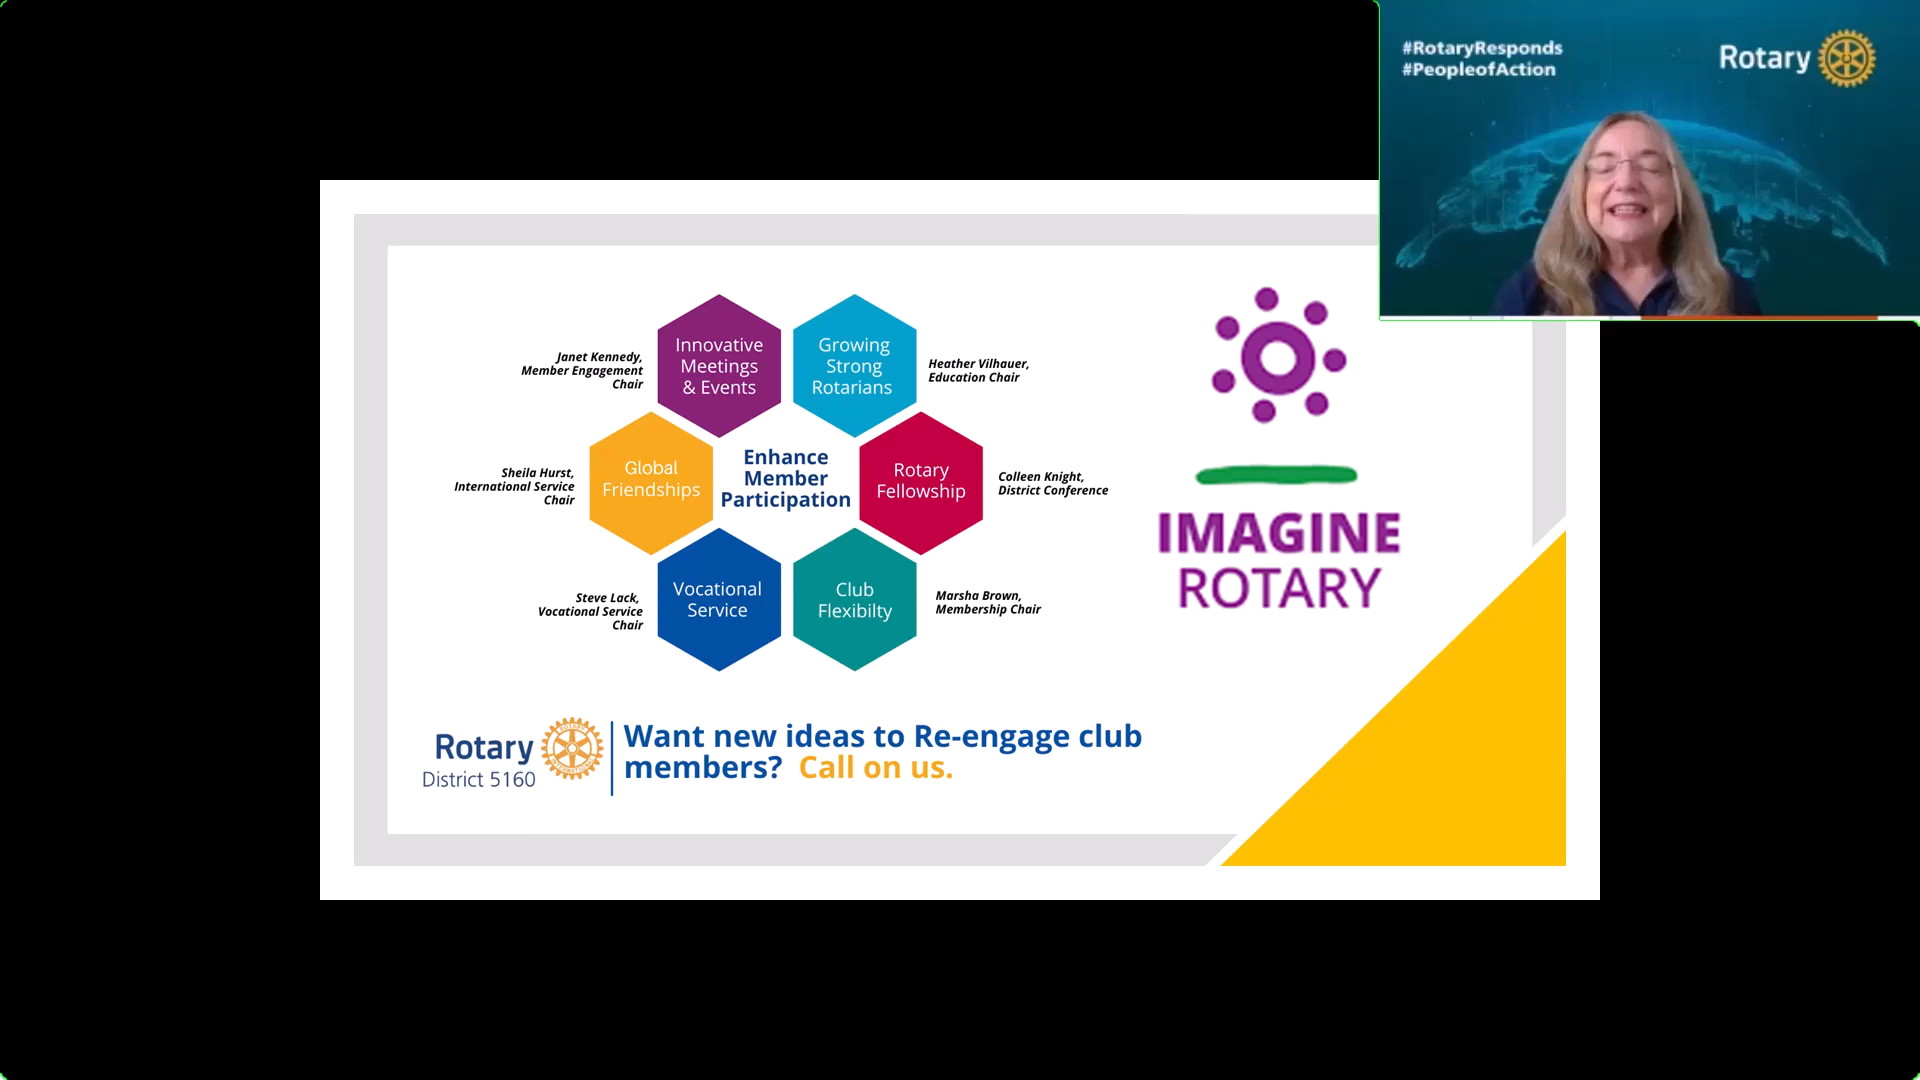 #RotaryResponds
#PeopleofAction
Rotary
Janet Kennedy,
Member Engagement
Chair
Innovative
Meetings
& Events
Growing
Strong
Rotarians
Heather Vilhauer,
Education Chair
Sheila Hurst,
International Service
Chair
Global
Friendships
Enhance
Member
Participation
Rotary
Fellowship
Colleen Knight,
District Conference
Steve Lack,
Vocational Service
Chair
Vocational
Service
Club
Flexibilty
Marsha Brown,
Membership Chair
IMAGINE
ROTARY
Rotary
District 5160
Want new ideas to Re-engage club
members? Call on us.